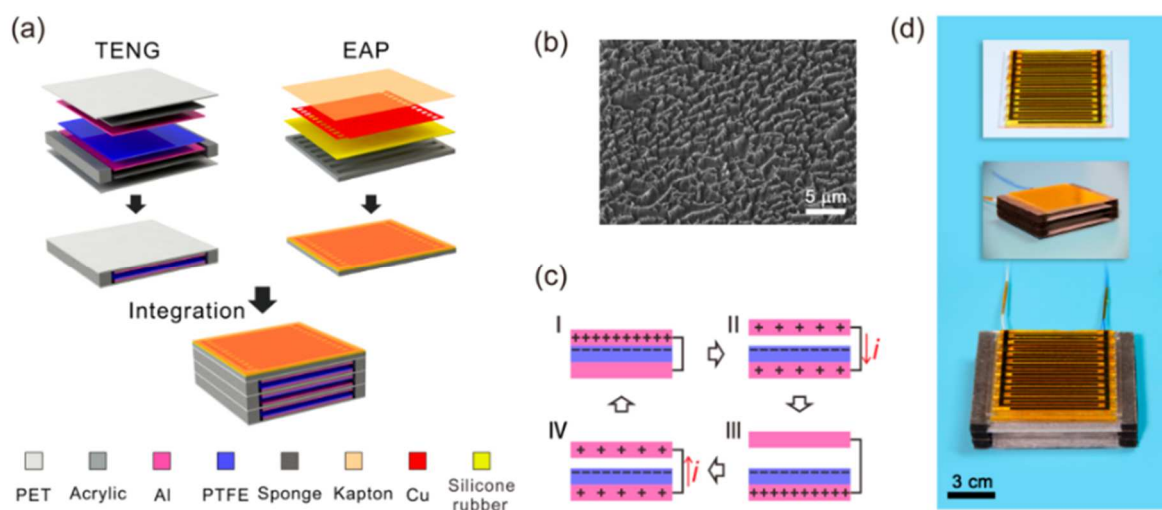 (a)
TENG
EAP
Integration
PET
Acrylic
Al
PTFE
Sponge
Kapton
Cu
Silicone
rubber
(b)
5 μm
(c)
I
+++++++++
II
+ + + + +
i
+ + + + +
IV
+ + + + +
i
+ + + + +
III
+++++++++
(d)
3 cm